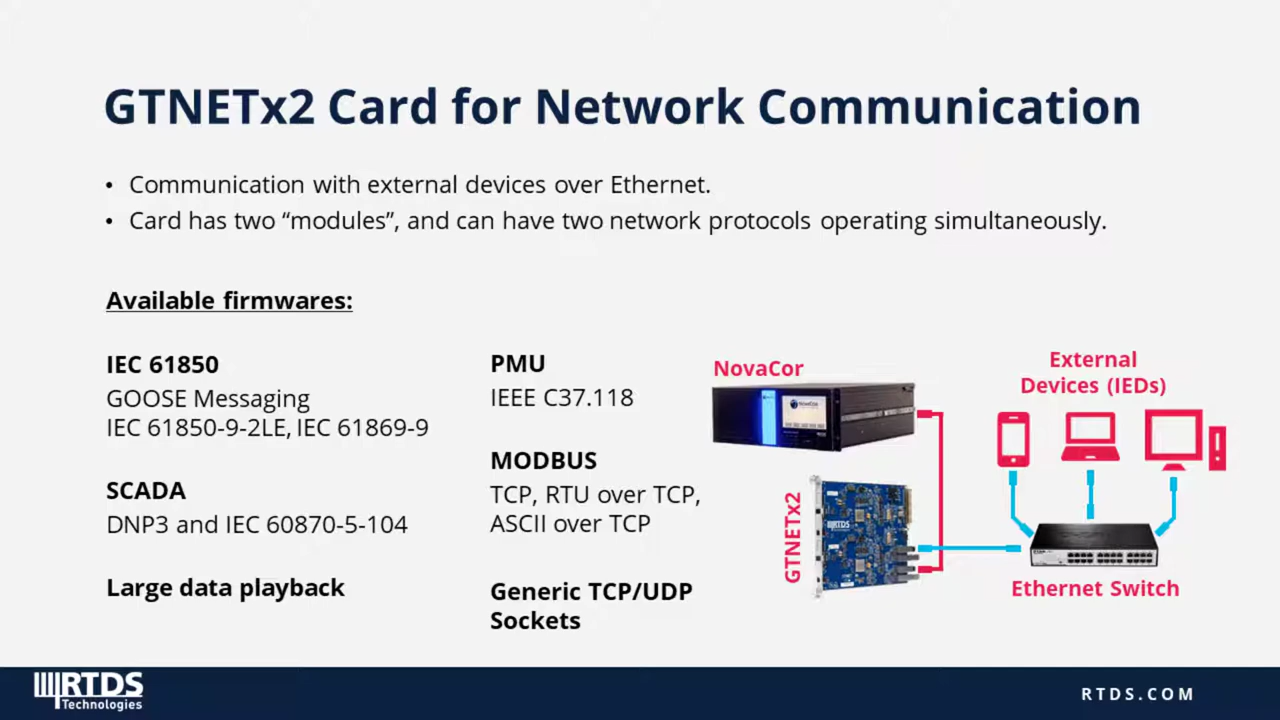 GTNETx2 Card for Network Communication
• Communication with external devices over Ethernet.
• Card has two “modules”, and can have two network protocols operating simultaneously.
Available firmwares:
IEC 61850
GOOSE Messaging
IEC 61850-9-2LE, IEC 61869-9
SCADA
DNP3 and IEC 60870-5-104
Large data playback
PMU
IEEE C37.118
MODBUS
TCP, RTU over TCP,
ASCII over TCP
Generic TCP/UDP
Sockets
NovaCor
NovaCor
GTNETx2
RTDS
External
Devices (IEDs)
Ethernet Switch
RTDS
Technologies
RTDS.COM